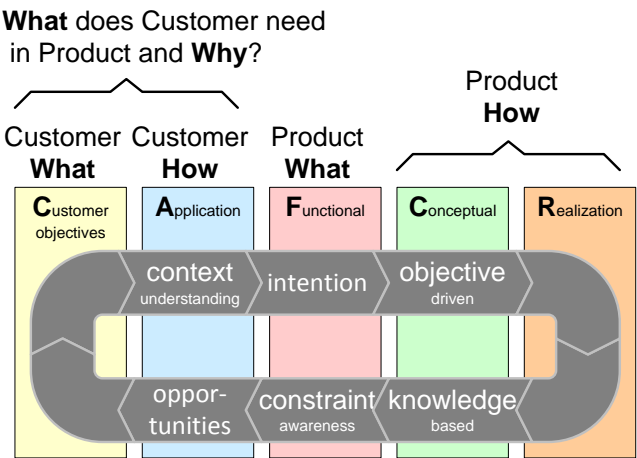 What does Customer need
in Product and Why?
Product
How
Customer Customer Product
What How What
Customer Application Functional Conceptual Realization
objectives
context intention objective
understanding driven
oppor- constraint knowledge
tunities awareness based